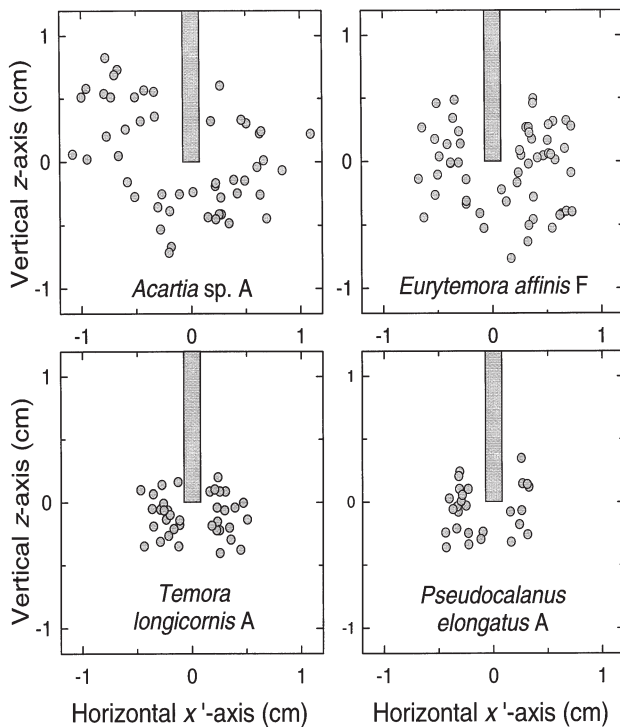 1
0
-1
Vertical z-axis (cm)
Acartia sp. A
-1
0
1
1
0
-1
Eurytemora affinis F
-1
0
1
1
0
-1
Vertical z-axis (cm)
Temora
longicornis A
-1
0
1
Horizontal x'-axis (cm)
1
0
-1
Pseudocalanus
elongatus A
-1
0
1
Horizontal x'-axis (cm)